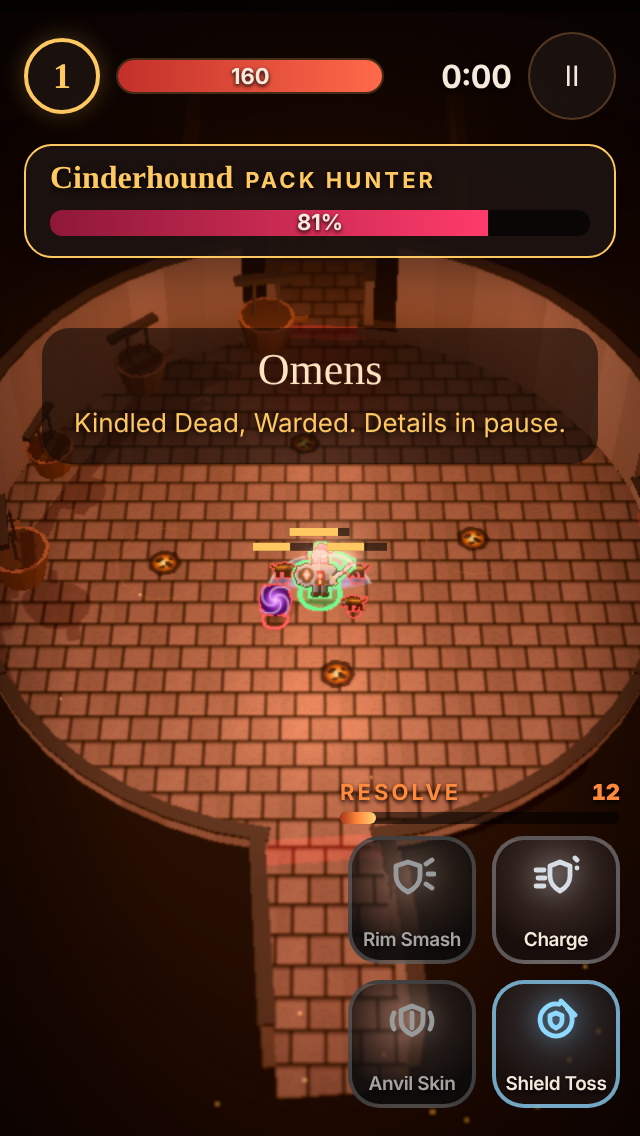 1
160
0:00
Cinderhound PACK HUNTER
81%
Omens
Kindled Dead, Warded. Details in pause.
RESOLVE 12
Rim Smash
Charge
Anvil Skin
Shield Toss